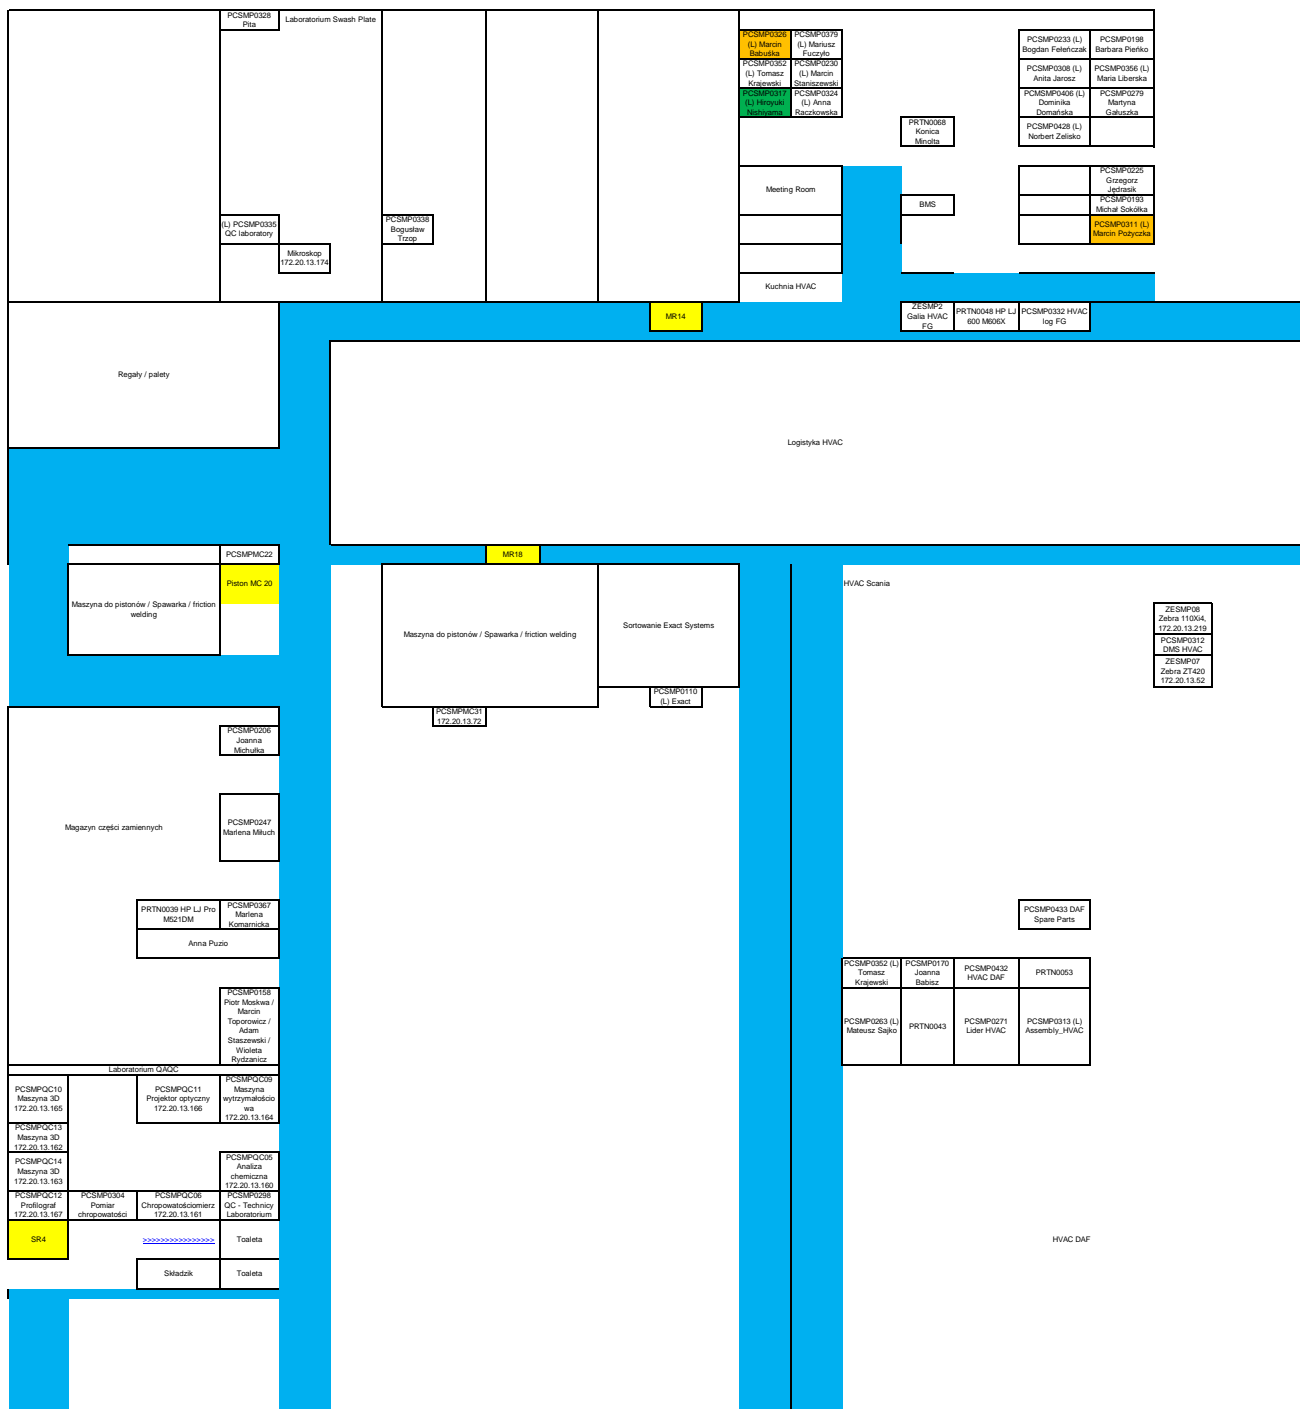 PCSMP0328
Pita
Laboratorium Swash Plate
PCSMP0326
(L) Marcin
Babuśka
PCSMP0379
(L) Mariusz
Fuczyło
PCSMP0233 (L)
Bogdan Feleńczak
PCSMP0198
Barbara Pieńko
PCSMP0352
(L) Tomasz
Krajewski
PCSMP0230
(L) Marcin
Staniszewski
PCSMP0308 (L)
Anita Jarosz
PCSMP0356 (L)
Maria Liberska
PCSMP0317
(L) Hiroyuki
Nishiyama
PCSMP0324
(L) Anna
Raczkowska
PCMSMP0406 (L)
Dominika
Domańska
PCSMP0279
Martyna
Gałuszka
PRTN0068
Konica
Minolta
PCSMP0428 (L)
Norbert Zelisko
Meeting Room
PCSMP0225
Grzegorz
Jędrasik
BMS
PCSMP0193
Michał Sokółka
(L) PCSMP0335
QC laboratory
PCSMP0338
Bogusław
Trzop
PCSMP0311 (L)
Marcin Pożyczka
Mikroskop
172.20.13.174
Kuchnia HVAC
MR14
ZESMP2
Galia HVAC
FG
PRTN0048 HP LJ
600 M606X
PCSMP0332 HVAC
log FG
Regały / palety
Logistyka HVAC
PCSMPMC22
MR18
Piston MC 20
HVAC Scania
Maszyna do pistonów / Spawarka / friction
welding
Maszyna do pistonów / Spawarka / friction welding
Sortowanie Exact Systems
ZESMP08
Zebra 110Xi4,
172.20.13.219
PCSMP0312
DMS HVAC
ZESMP07
Zebra ZT420
172.20.13.52
PCSMP0110
(L) Exact
PCSMPMC31
172.20.13.72
PCSMP0206
Joanna
Michułka
Magazyn części zamiennych
PCSMP0247
Marlena Miłuch
PRTN0039 HP LJ Pro
M521DM
PCSMP0367
Marlena
Komarnicka
PCSMP0433 DAF
Spare Parts
Anna Puzio
PCSMP0352 (L)
Tomasz
Krajewski
PCSMP0170
Joanna
Babisz
PCSMP0432
HVAC DAF
PRTN0053
PCSMP0158
Piotr Moskwa /
Marcin
Toporowicz /
Adam
Staszewski /
Wioleta
Rydzanicz
PCSMP0263 (L)
Mateusz Sajko
PRTN0043
PCSMP0271
Lider HVAC
PCSMP0313 (L)
Assembly_HVAC
Laboratorium QAQC
PCSMPQC10
Maszyna 3D
172.20.13.165
PCSMPQC11
Projektor optyczny
172.20.13.166
PCSMPQC09
Maszyna
wytrzymałościo
wa
172.20.13.164
PCSMPQC13
Maszyna 3D
172.20.13.162
PCSMPQC14
Maszyna 3D
172.20.13.163
PCSMPQC05
Analiza
chemiczna
172.20.13.160
PCSMPQC12
Profilograf
172.20.13.167
PCSMP0304
Pomiar
chropowatości
PCSMPQC06
Chropowatościomierz
172.20.13.161
PCSMP0298
QC - Technicy
Laboratorium
SR4
>>>>>>>>>>>>>>>>
Toaleta
HVAC DAF
Składzik
Toaleta